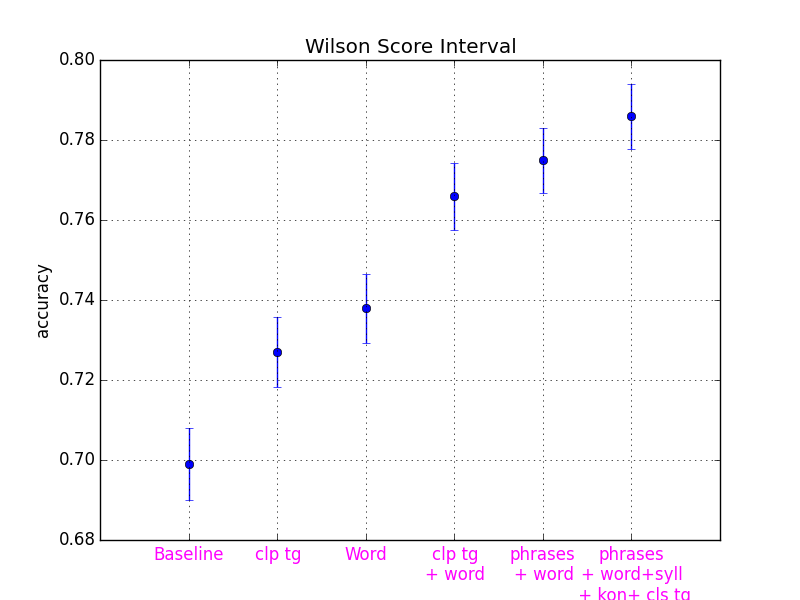 Wilson Score Interval
0.80
0.78
0.76
0.74
0.72
0.70
0.68
accuracy
Baseline
clp tg
Word
clp tg
+ word
phrases
+ word
phrases
+ word+syll
+ kon+ cls tg